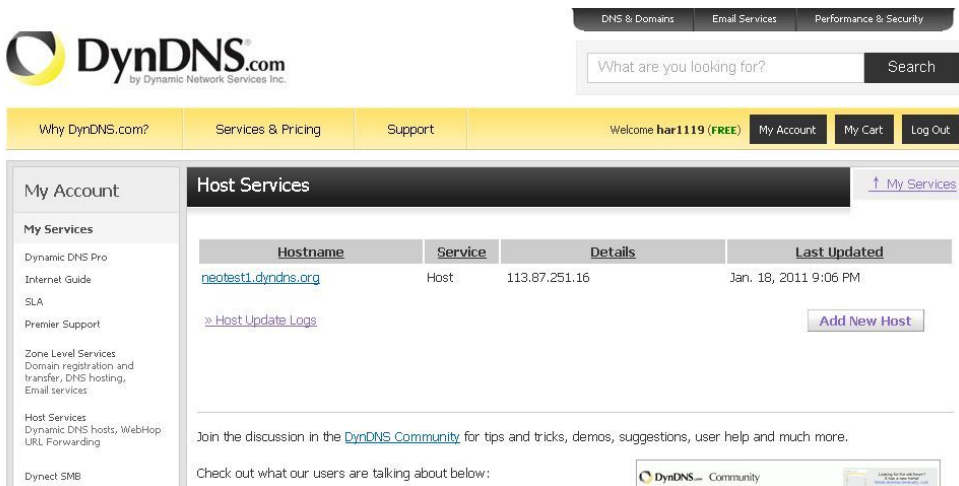 DNS & Domains Email Services Performance & Security
DynDNS.com
by Dynamic Network Services Inc.
What are you looking for? Search
Why DynDNS.com? Services & Pricing Support Welcome har1119 (FREE) My Account My Cart Log Out
My Account
My Services
Dynamic DNS Pro
Internet Guide
SLA
Premier Support
Zone Level Services
Domain registration and
transfer, DNS hosting,
Email services
Host Services
Dynamic DNS hosts, WebHop
URL Forwarding
Dynect SMB
Host Services
↑ My Services
Hostname Service Details Last Updated
neotest1.dyndns.org Host 113.87.251.16 Jan. 18, 2011 9:06 PM
» Host Update Logs
Add New Host
Join the discussion in the DynDNS Community for tips and tricks, demos, suggestions, user help and much more.
Check out what our users are talking about below:
DynDNS Community